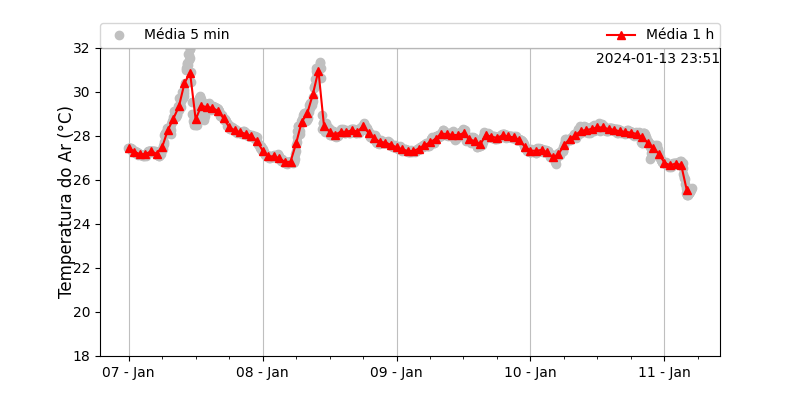 Média 5 min
Média 1 h
2024-01-13 23:51
Temperatura do Ar (°C)
32
30
28
26
24
22
20
18
07 - Jan
08 - Jan
09 - Jan
10 - Jan
11 - Jan